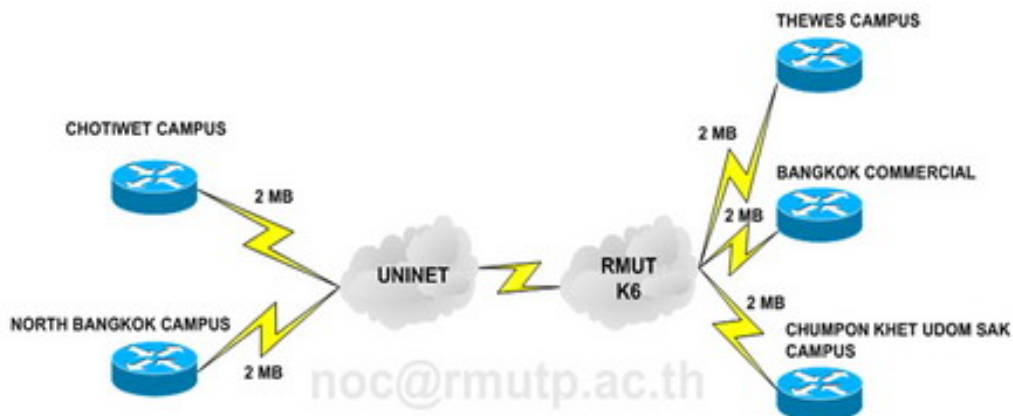 THEWES CAMPUS
CHOTIWET CAMPUS
2 MB
BANGKOK COMMERCIAL
2 MB
2 MB
UNINET
RMUT
K6
2 MB
NORTH BANGKOK CAMPUS
CHUMPON KHET UDOM SAK
CAMPUS
2 MB
noc@rmutp.ac.th